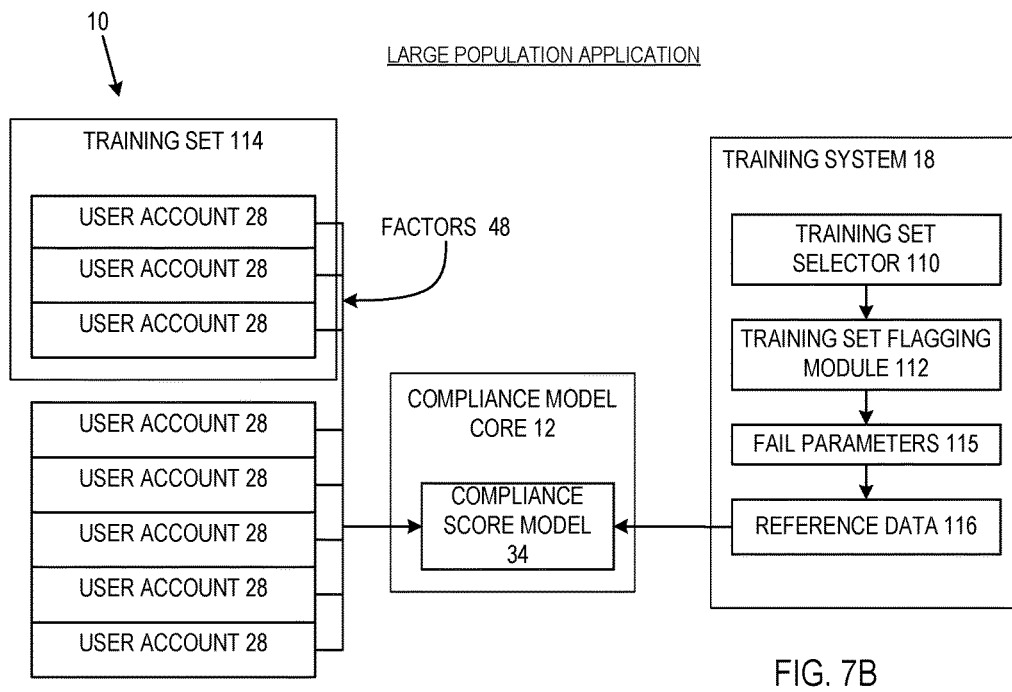 10
LARGE POPULATION APPLICATION
TRAINING SET 114
USER ACCOUNT 28
USER ACCOUNT 28
USER ACCOUNT 28
FACTORS 48
USER ACCOUNT 28
USER ACCOUNT 28
USER ACCOUNT 28
USER ACCOUNT 28
USER ACCOUNT 28
COMPLIANCE MODEL
CORE 12
COMPLIANCE
SCORE MODEL
34
TRAINING SYSTEM 18
TRAINING SET
SELECTOR 110
TRAINING SET FLAGGING
MODULE 112
FAIL PARAMETERS 115
REFERENCE DATA 116
FIG. 7B